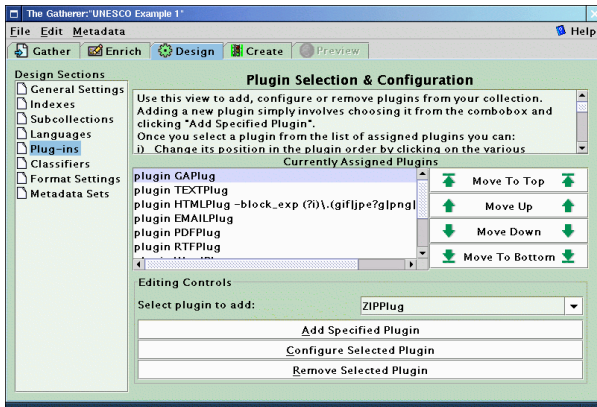 The Gatherer:"UNESCO Example 1"
File Edit Metadata Help
Gather Enrich Design Create Preview
Design Sections
General Settings
Indexes
Subcollections
Languages
Plug-ins
Classifiers
Format Settings
Metadata Sets
Plugin Selection & Configuration
Use this view to add, configure or remove plugins from your collection.
Adding a new plugin simply involves choosing it from the combobox and
clicking "Add Specified Plugin".
Once you select a plugin from the list of assigned plugins you can:
i) Change its position in the plugin order by clicking on the various
Currently Assigned Plugins
plugin GAPlug
plugin TEXTPlug
plugin HTMLPlug -block_exp (?i)\.(gif|jpe?g|png|
plugin EMAILPlug
plugin PDFPlug
plugin RTFPlug
Move To Top
Move Up
Move Down
Move To Bottom
Editing Controls
Select plugin to add: ZIPPlug
Add Specified Plugin
Configure Selected Plugin
Remove Selected Plugin